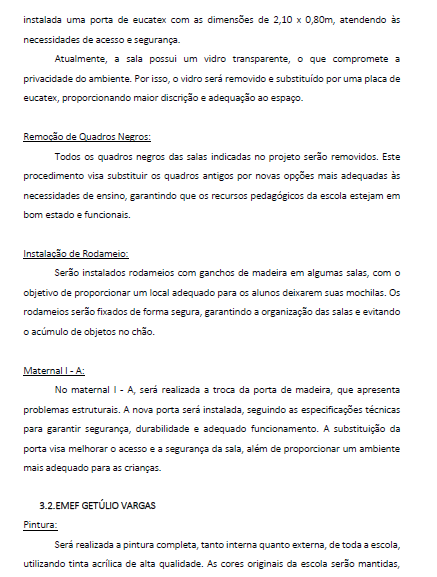 instalada uma porta de eucatex com as dimensões de 2,10 x 0,80m, atendendo às
necessidades de acesso e segurança.
Atualmente, a sala possui um vidro transparente, o que compromete a
privacidade do ambiente. Por isso, o vidro será removido e substituído por uma placa de
eucatex, proporcionando maior discrição e adequação ao espaço.
Remoção de Quadros Negros:
Todos os quadros negros das salas indicadas no projeto serão removidos. Este
procedimento visa substituir os quadros antigos por novas opções mais adequadas às
necessidades de ensino, garantindo que os recursos pedagógicos da escola estejam em
bom estado e funcionais.
Instalação de Rodameio:
Serão instalados rodameios com ganchos de madeira em algumas salas, com o
objetivo de proporcionar um local adequado para os alunos deixarem suas mochilas. Os
rodameios serão fixados de forma segura, garantindo a organização das salas e evitando
o acúmulo de objetos no chão.
Maternal I - A:
No maternal I - A, será realizada a troca da porta de madeira, que apresenta
problemas estruturais. A nova porta será instalada, seguindo as especificações técnicas
para garantir segurança, durabilidade e adequado funcionamento. A substituição da
porta visa melhorar o acesso e a segurança da sala, além de proporcionar um ambiente
mais adequado para as crianças.
3.2.EMEF GETÚLIO VARGAS
Pintura:
Será realizada a pintura completa, tanto interna quanto externa, de toda a escola,
utilizando tinta acrílica de alta qualidade. As cores originais da escola serão mantidas,